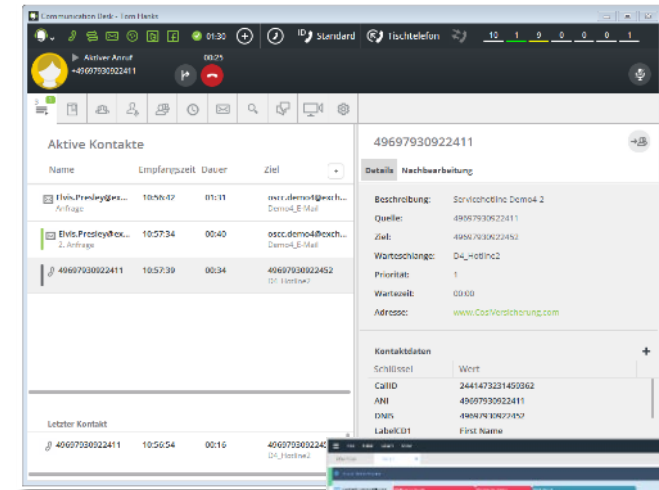 Communication Desk - Tom Hanks
01:30 ID Standard Tischtelefon 10 1 9 0 0 0 1
Aktiver Anruf 00:25
+49697930922411
Aktive Kontakte
Name Empfangszeit Dauer Ziel
Elvis.Presley@ex... 10:56:42 01:31 oscc.demo4@exch...
Anfrage Demo4_E-Mail
Elvis.Presley@ex... 10:57:34 00:40 oscc.demo4@exch...
2. Anfrage Demo4_E-Mail
49697930922411 10:57:39 00:34 49697930922452
D4_Hotline2
Letzter Kontakt
49697930922411 10:56:54 00:16
D4_Hotline2
49697930922411
Details Nachbearbeitung
Beschreibung: Servicehotline Demo4-2
Quelle: 49697930922411
Ziel: 49697930922452
Warteschlange: D4_Hotline2
Priorität: 1
Wartezeit: 00:00
Adresse:
Kontaktdaten
Schlüssel Wert
CallID 2441473231450362
ANI 49697930922411
DNIS 49697930922452
LabelCD1 First Name